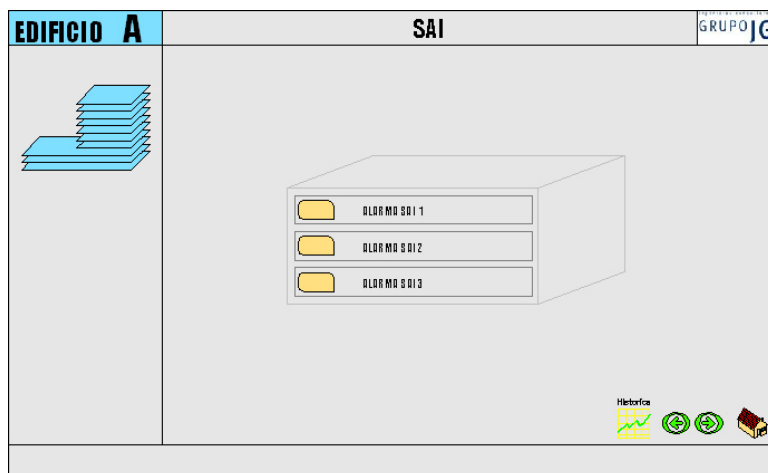 EDIFICIO A
SAI
GRUPO JG
ALARMA SAI 1
ALARMA SAI 2
ALARMA SAI 3
Historico